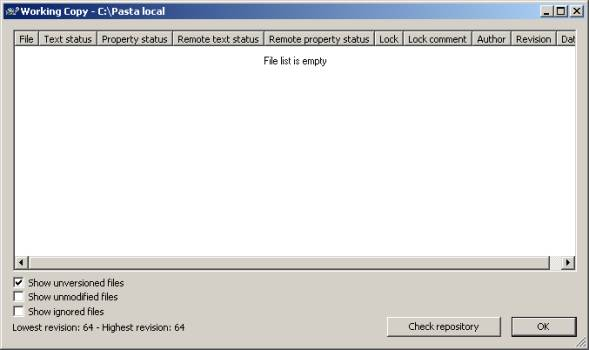 Working Copy - C:\Pasta local
File Text status Property status Remote text status Remote property status Lock Lock comment Author Revision Dat
File list is empty
Show unversioned files
Show unmodified files
Show ignored files
Lowest revision: 64 - Highest revision: 64
Check repository OK